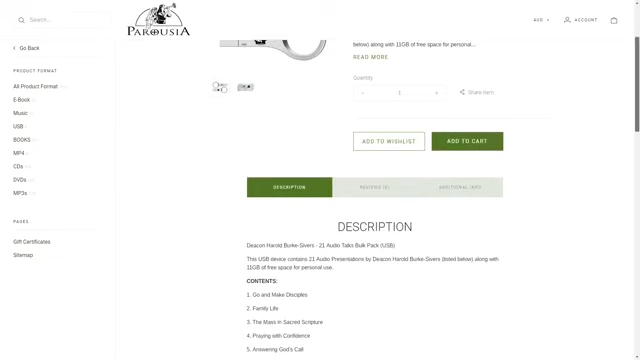 Search...
PAROUSIA
AUD
ACCOUNT
Go Back
PRODUCT FORMAT
All Product Format
E-Book
Music
USB
BOOKS
MP4
CDs
DVDs
MP3s
PAGES
Gift Certificates
Sitemap
below) along with 11GB of free space for personal...
READ MORE
Quantity
- 1 +
Share Item
ADD TO WISHLIST
ADD TO CART
DESCRIPTION
REVIEWS (0)
ADDITIONAL INFO
DESCRIPTION
Deacon Harold Burke-Sivers - 21 Audio Talks Bulk Pack (USB)
This USB device contains 21 Audio Presentations by Deacon Harold Burke-Sivers (listed below) along with
11GB of free space for personal use.
CONTENTS:
1. Go and Make Disciples
2. Family Life
3. The Mass in Sacred Scripture
4. Praying with Confidence
5. Answering God's Call